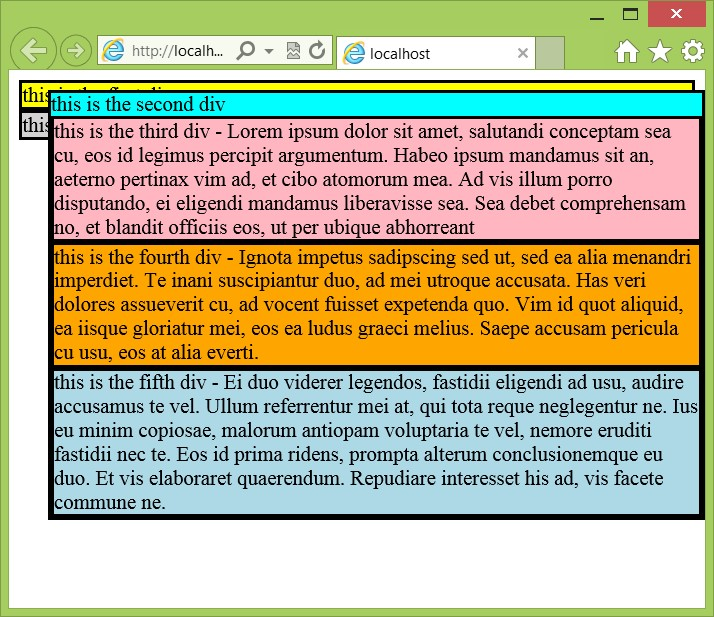 http://localh...
localhost
this is the first div
this is the second div
this
this is the third div - Lorem ipsum dolor sit amet, salutandi conceptam sea
cu, eos id legimus percipit argumentum. Habeo ipsum mandamus sit an,
aeterno pertinax vim ad, et cibo atomorum mea. Ad vis illum porro
disputando, ei eligendi mandamus liberavisse sea. Sea debet comprehensam
no, et blandit officiis eos, ut per ubique abhorreant
this is the fourth div - Ignota impetus sadipscing sed ut, sed ea alia menandri
imperdiet. Te inani suscipiantur duo, ad mei utroque accusata. Has veri
dolores assueverit cu, ad vocent fuisset expetenda quo. Vim id quot aliquid,
ea iisque gloriatur mei, eos ea ludus graeci melius. Saepe accusam pericula
cu usu, eos at alia everti.
this is the fifth div - Ei duo viderer legendos, fastidii eligendi ad usu, audire
accusamus te vel. Ullum referrentur mei at, qui tota reque neglegentur ne. Ius
eu minim copiosae, malorum antiopam voluptaria te vel, nemore eruditi
fastidii nec te. Eos id prima ridens, prompta alterum conclusionemque eu
duo. Et vis elaboraret quaerendum. Repudiare interesset his ad, vis facete
commune ne.